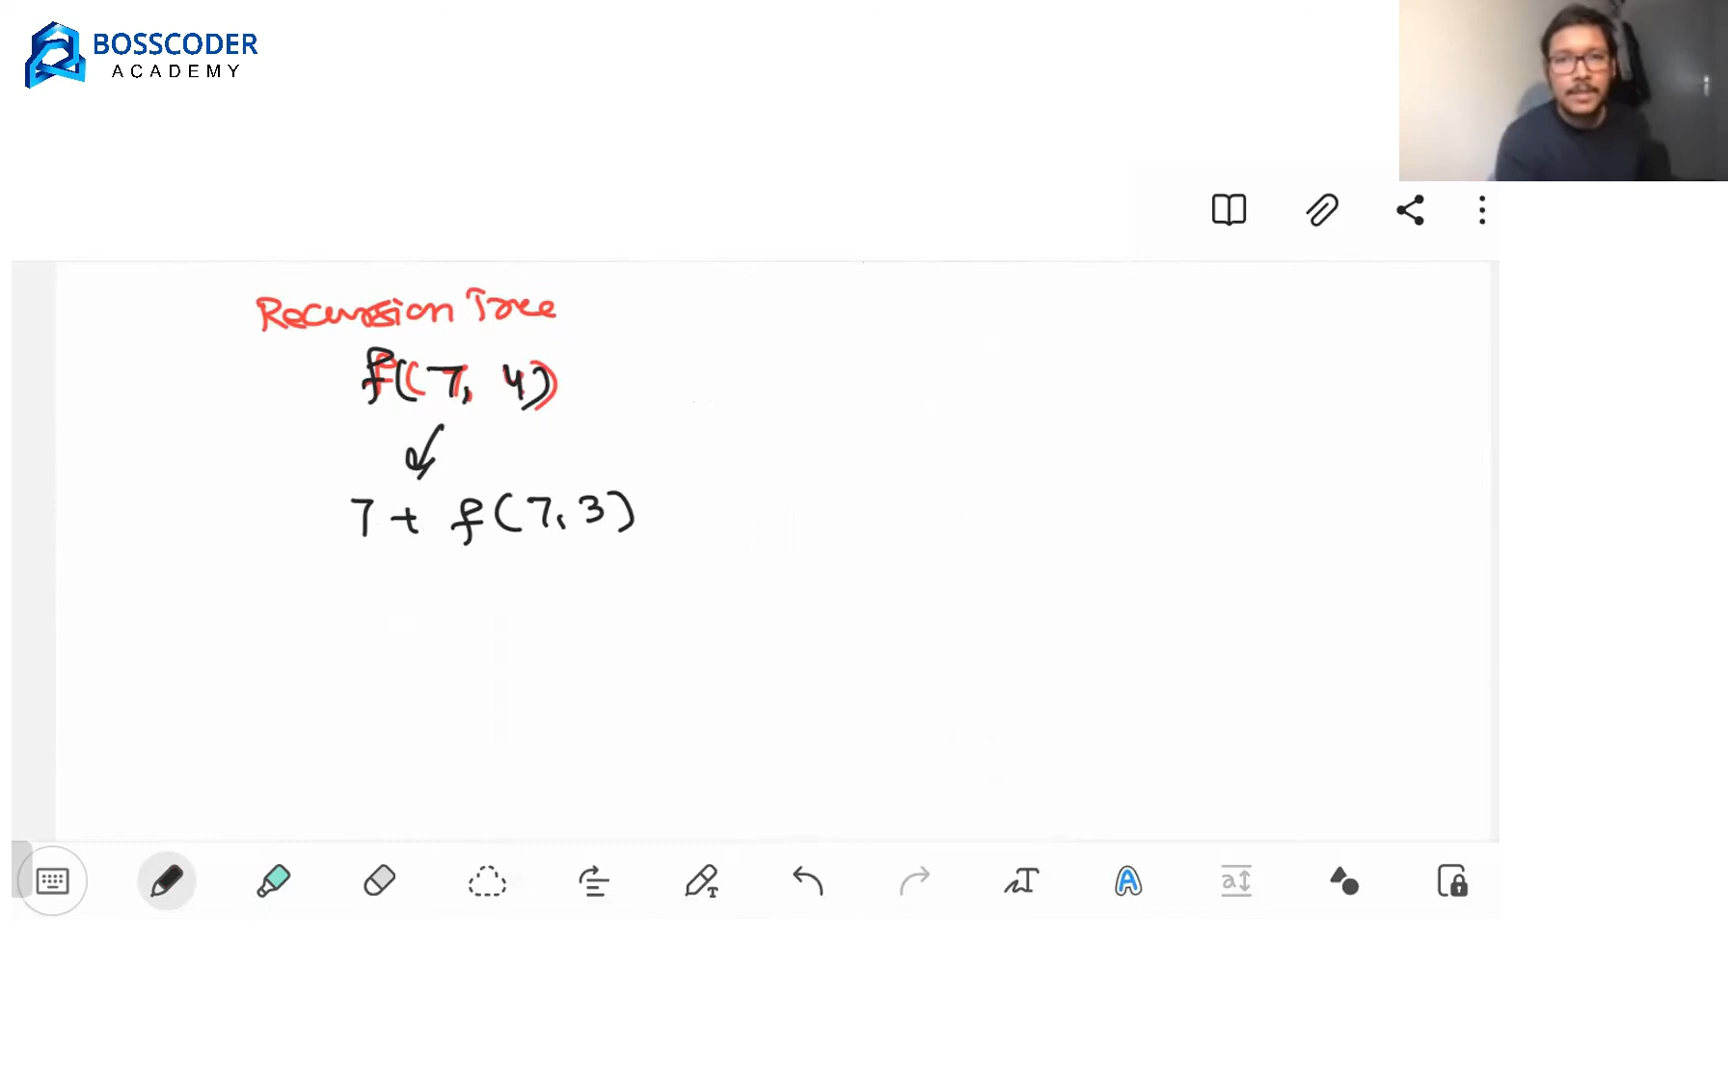 BOSSCODER
ACADEMY
Recursion Tree
f(7, 4)
7 + f(7, 3)
T
T
A
a